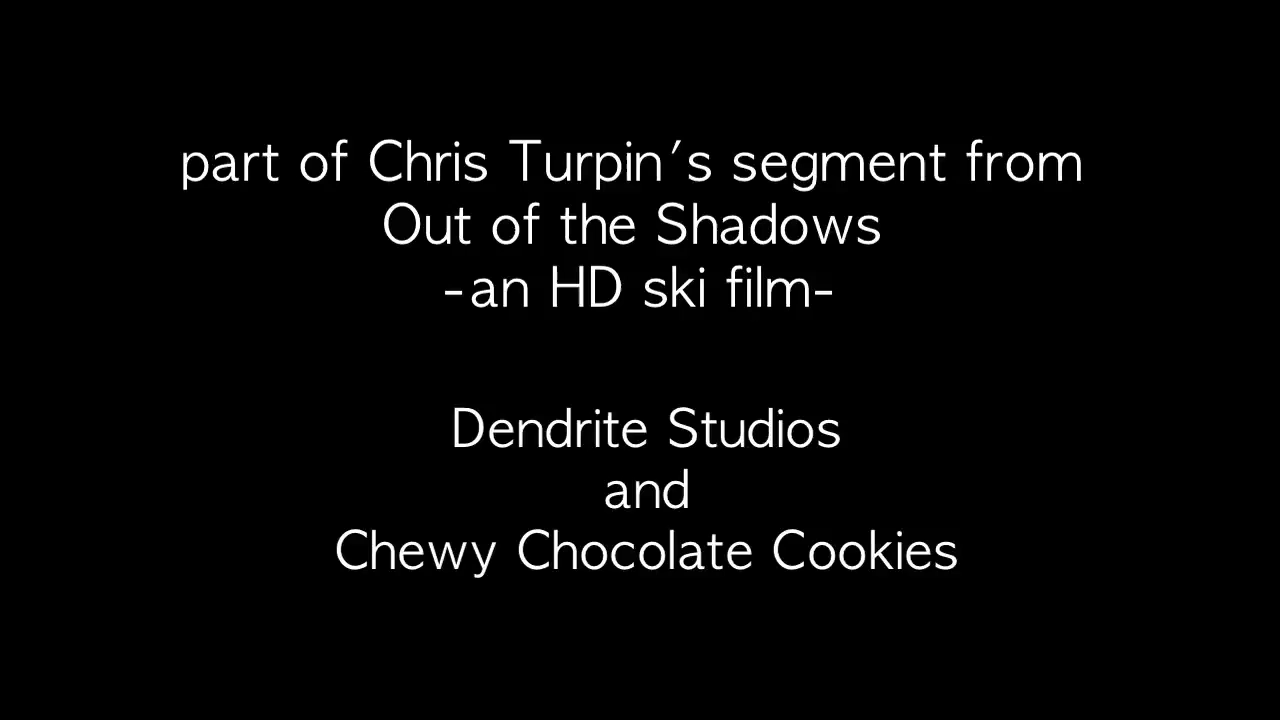 part of Chris Turpin's segment from
Out of the Shadows
-an HD ski film-
Dendrite Studios
and
Chewy Chocolate Cookies